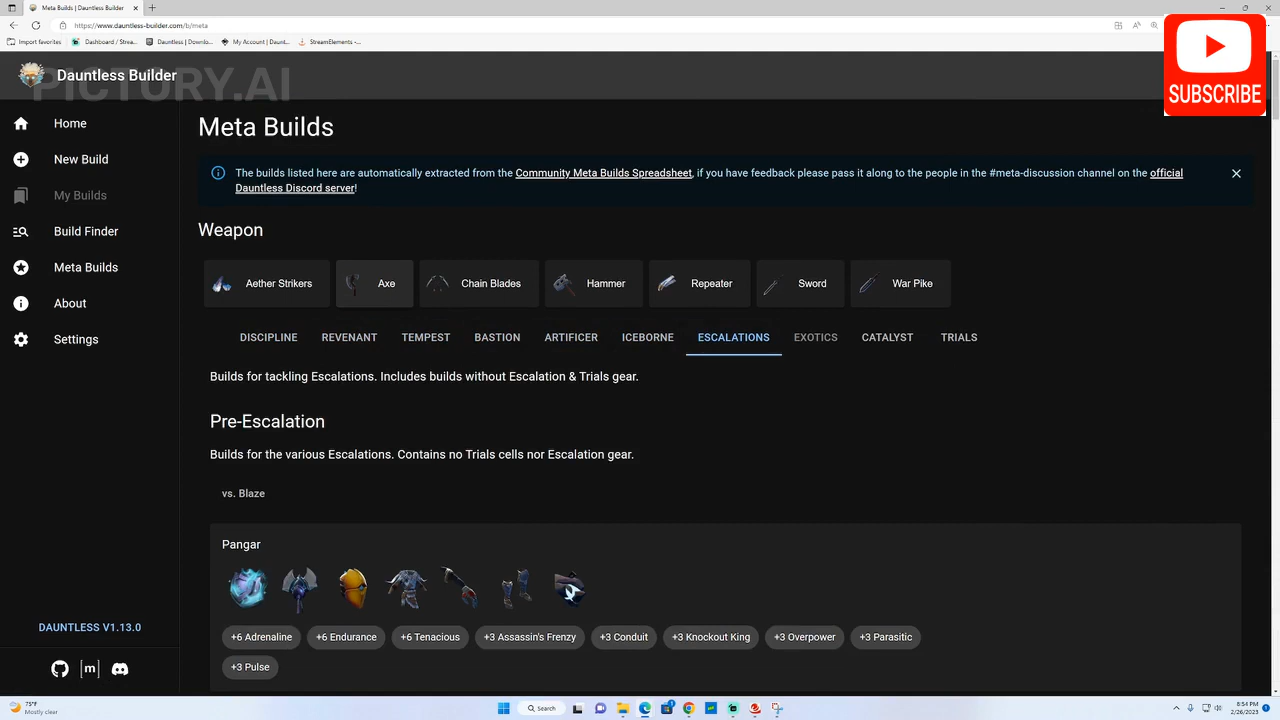 Meta Builds | Dauntless Builder
https://www.dauntless-builder.com/b/meta
Import favorites
Dashboard / Strea...
Dauntless | Downlo...
My Account | Daunt...
StreamElements -...
SUBSCRIBE
PICTORY.AI
Dauntless Builder
Home
New Build
My Builds
Build Finder
Meta Builds
About
Settings
DAUNTLESS V1.13.0
Meta Builds
The builds listed here are automatically extracted from the Community Meta Builds Spreadsheet, if you have feedback please pass it along to the people in the #meta-discussion channel on the official
Dauntless Discord server!
Weapon
Aether Strikers
Axe
Chain Blades
Hammer
Repeater
Sword
War Pike
DISCIPLINE REVENANT TEMPEST BASTION ARTIFICER ICEBORNE ESCALATIONS EXOTICS CATALYST TRIALS
Builds for tackling Escalations. Includes builds without Escalation & Trials gear.
Pre-Escalation
Builds for the various Escalations. Contains no Trials cells nor Escalation gear.
vs. Blaze
Pangar
+6 Adrenaline
+6 Endurance
+6 Tenacious
+3 Assassin's Frenzy
+3 Conduit
+3 Knockout King
+3 Overpower
+3 Parasitic
+3 Pulse
75°F
Mostly clear
Search
8:54 PM
2/26/2023